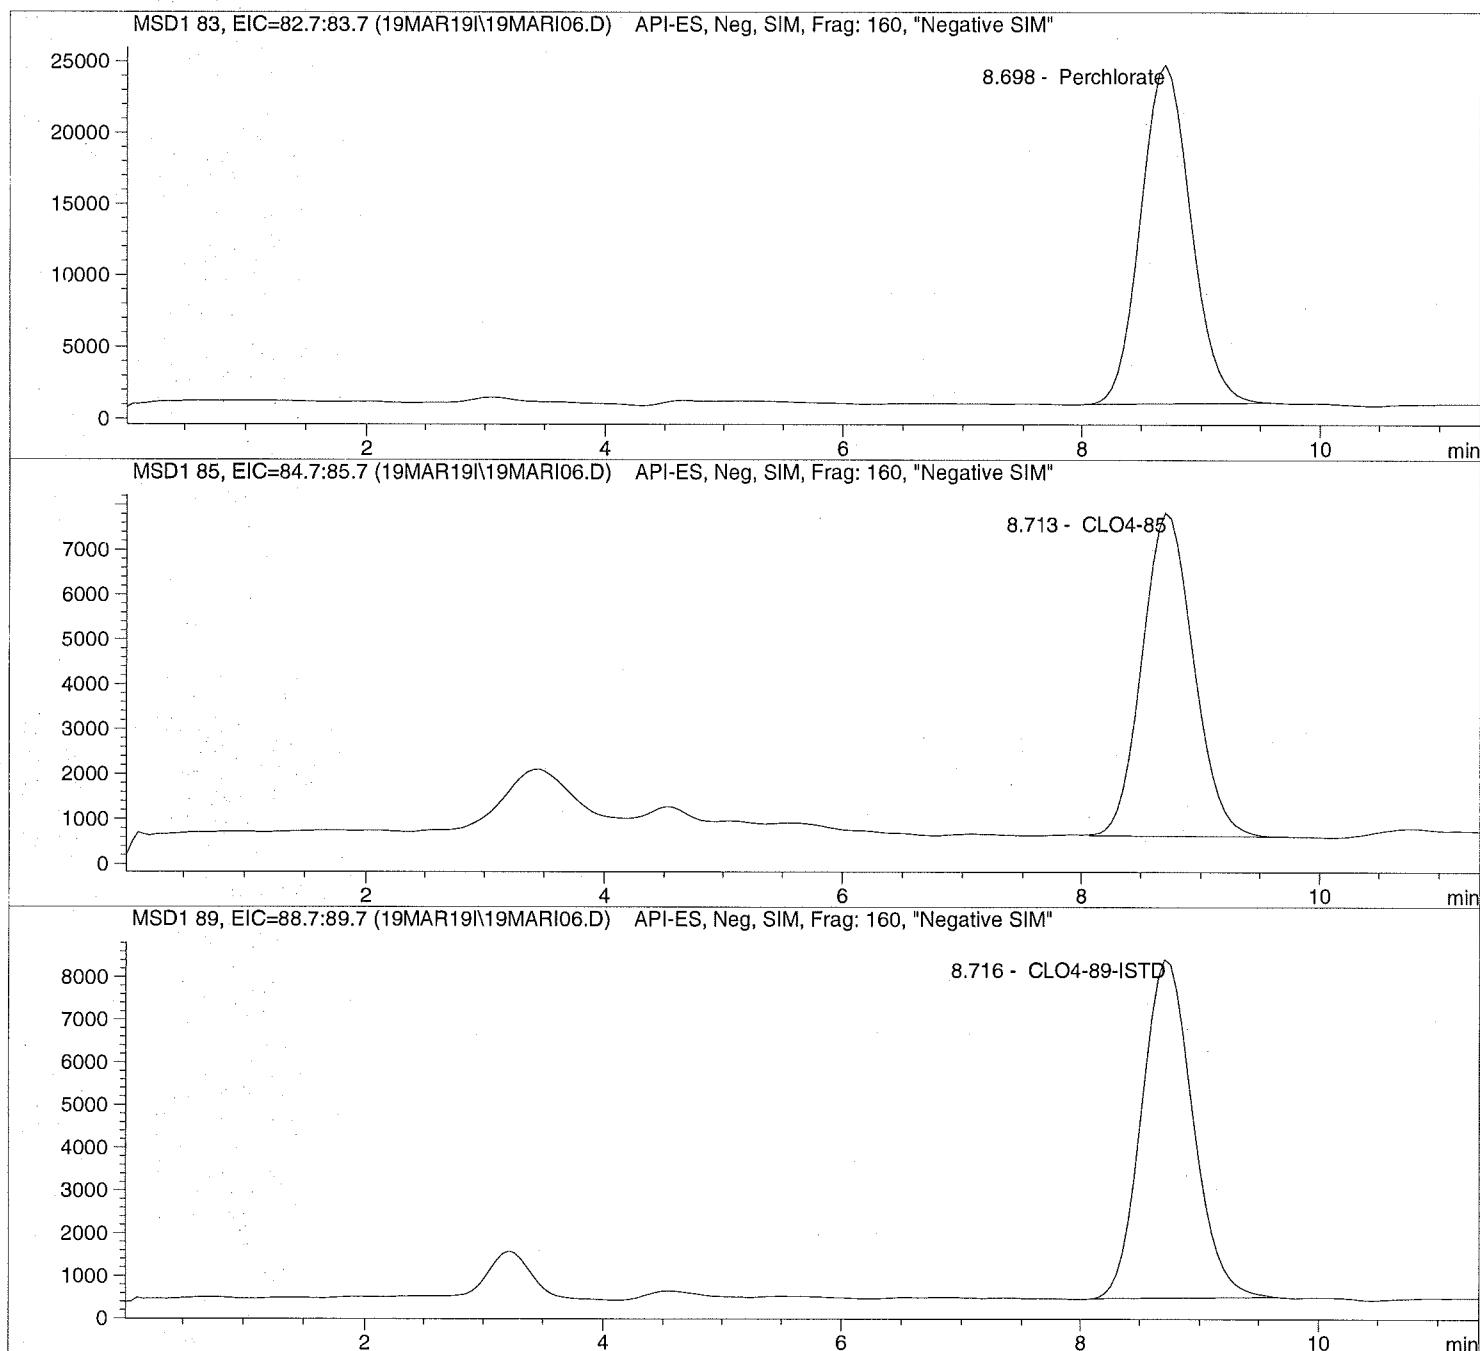 MSD1 83, EIC=82.7:83.7 (19MAR19I\19MARI06.D) API-ES, Neg, SIM, Frag: 160, "Negative SIM"
25000
8.698 - Perchlorate
20000
15000
10000
5000
0
2 4 6 8 10 min
MSD1 85, EIC=84.7:85.7 (19MAR19I\19MARI06.D) API-ES, Neg, SIM, Frag: 160, "Negative SIM"
8.713 - CLO4-85
7000
6000
5000
4000
3000
2000
1000
0
2 4 6 8 10 min
MSD1 89, EIC=88.7:89.7 (19MAR19I\19MARI06.D) API-ES, Neg, SIM, Frag: 160, "Negative SIM"
8.716 - CLO4-89-ISTD
8000
7000
6000
5000
4000
3000
2000
1000
0
2 4 6 8 10 min